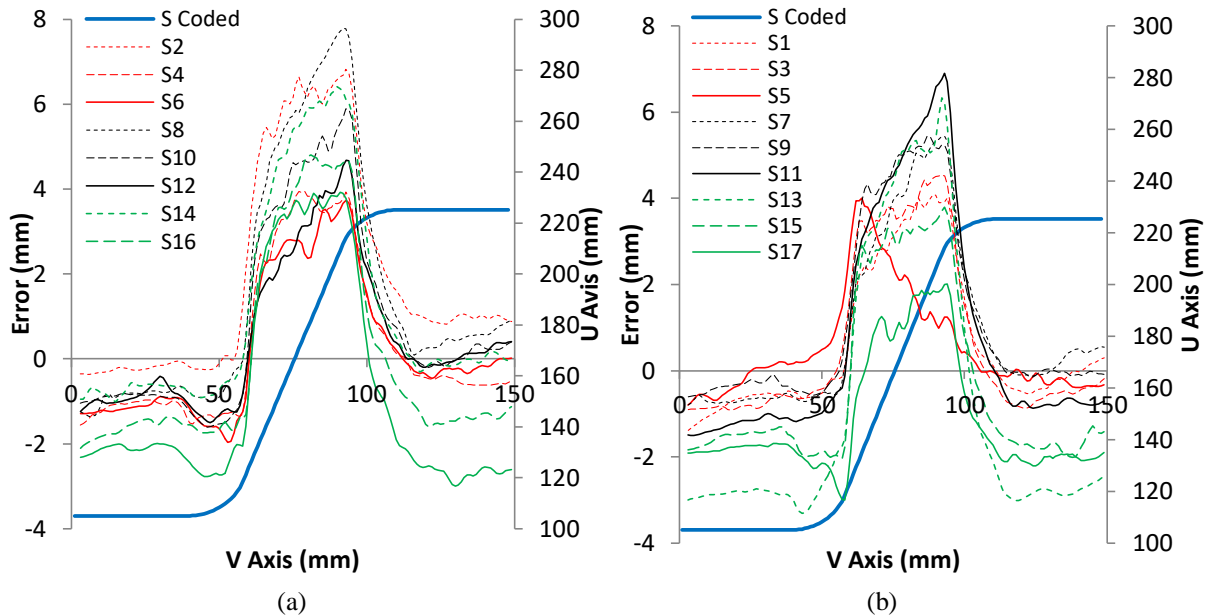 8
6
4
2
0
-2
-4
Error (mm)
0
50
100
150
V Axis (mm)
300
280
260
240
220
200
180
160
140
120
100
U Avis (mm)
S Coded
S2
S4
S6
S8
S10
S12
S14
S16
(a)
8
6
4
2
0
-2
-4
Error (mm)
0
50
100
150
V Axis (mm)
300
280
260
240
220
200
180
160
140
120
100
U Axis (mm)
S Coded
S1
S3
S5
S7
S9
S11
S13
S15
S17
(b)